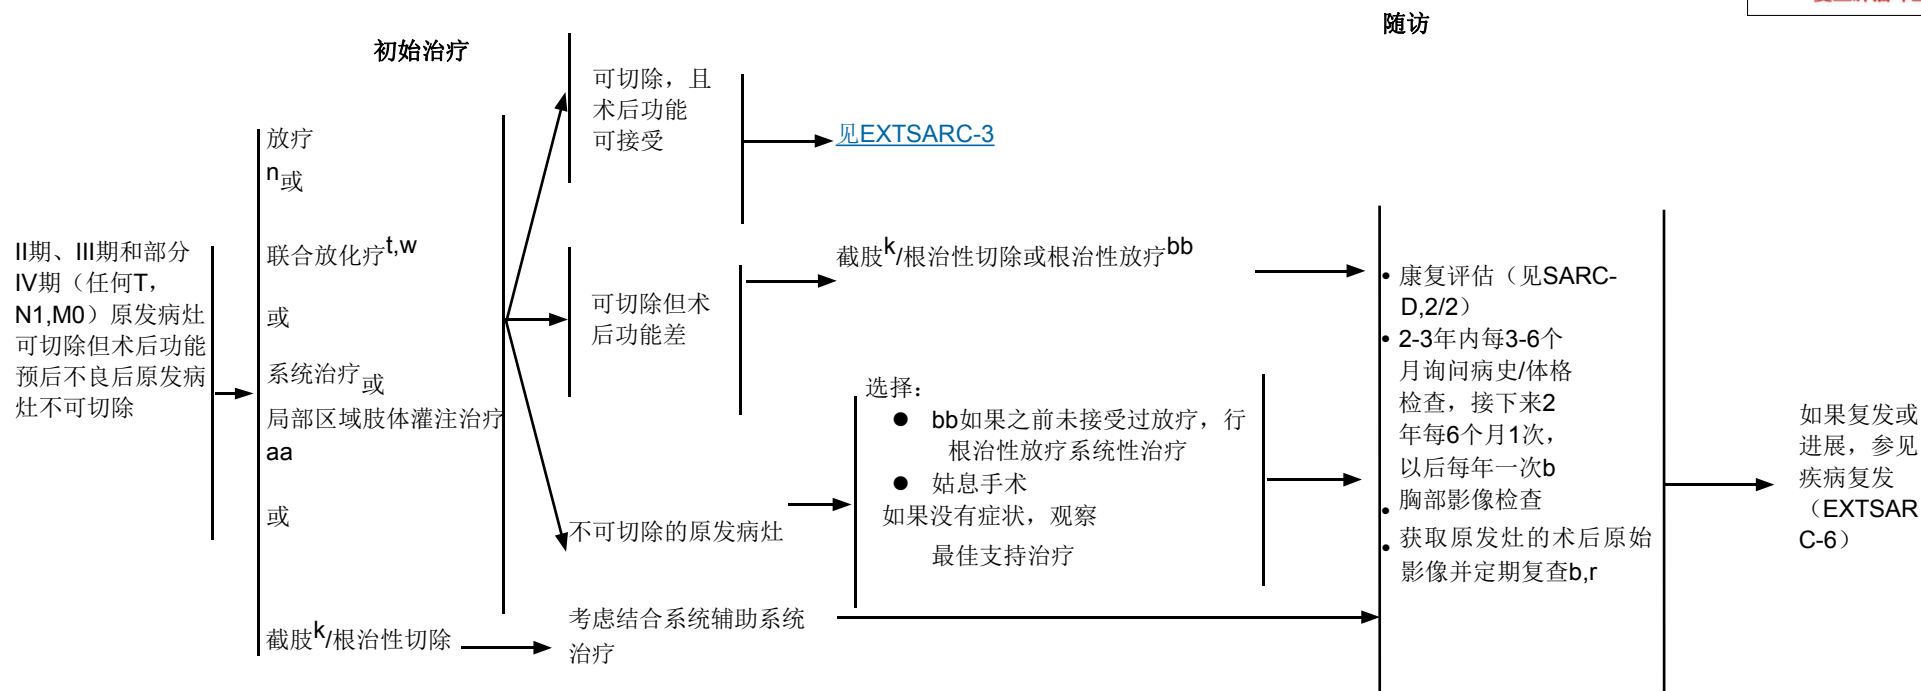 初始治疗
随访
II期、III期和部分
IV期（任何T，
N1,M0）原发病灶
可切除但术后功能
预后不良后原发病
灶不可切除
放疗
n或
联合放化疗t,w
或
系统治疗或
局部区域肢体灌注治疗
aa
或
截肢k/根治性切除
可切除，且
术后功能
可接受
见EXTSARC-3
可切除但术
后功能差
截肢k/根治性切除或根治性放疗bb
不可切除的原发病灶
选择：
● bb如果之前未接受过放疗，行
根治性放疗系统性治疗
● 姑息手术
如果没有症状，观察
最佳支持治疗
考虑结合系统辅助系统
治疗
• 康复评估（见SARC-
D,2/2）
• 2-3年内每3-6个
月询问病史/体格
检查，接下来2
年每6个月1次，
以后每年一次b
• 胸部影像检查
• 获取原发灶的术后原始
影像并定期复查b,r
如果复发或
进展，参见
疾病复发
（EXTSAR
C-6）